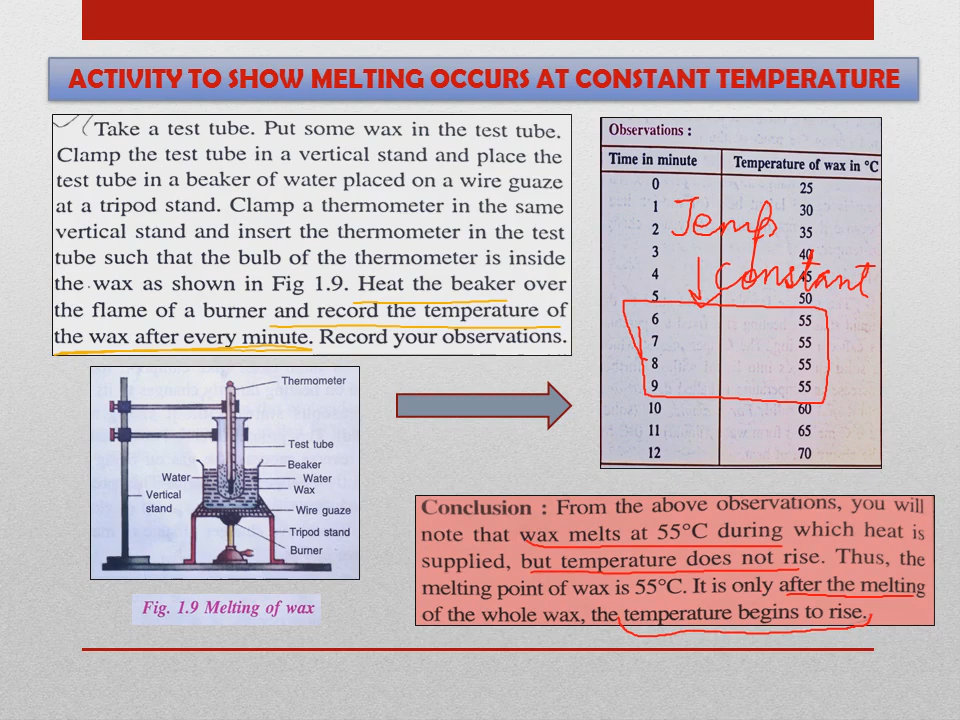 ACTIVITY TO SHOW MELTING OCCURS AT CONSTANT TEMPERATURE
Take a test tube. Put some wax in the test tube.
Clamp the test tube in a vertical stand and place the
test tube in a beaker of water placed on a wire guaze
at a tripod stand. Clamp a thermometer in the same
vertical stand and insert the thermometer in the test
tube such that the bulb of the thermometer is inside
the wax as shown in Fig 1.9. Heat the beaker over
the flame of a burner and record the temperature of
the wax after every minute. Record your observations.
Thermometer
Test tube
Beaker
Water
Water
Wax
Vertical
stand
Wire guaze
Tripod stand
Burner
Fig. 1.9 Melting of wax
Observations :
Time in minute Temperature of wax in °C
0 25
1 30
2 35
3 40
4 45
5 50
6 55
7 55
8 55
9 55
10 60
11 65
12 70
Temp
Constant
Conclusion : From the above observations, you will
note that wax melts at 55°C during which heat is
supplied, but temperature does not rise. Thus, the
melting point of wax is 55°C. It is only after the melting
of the whole wax, the temperature begins to rise.